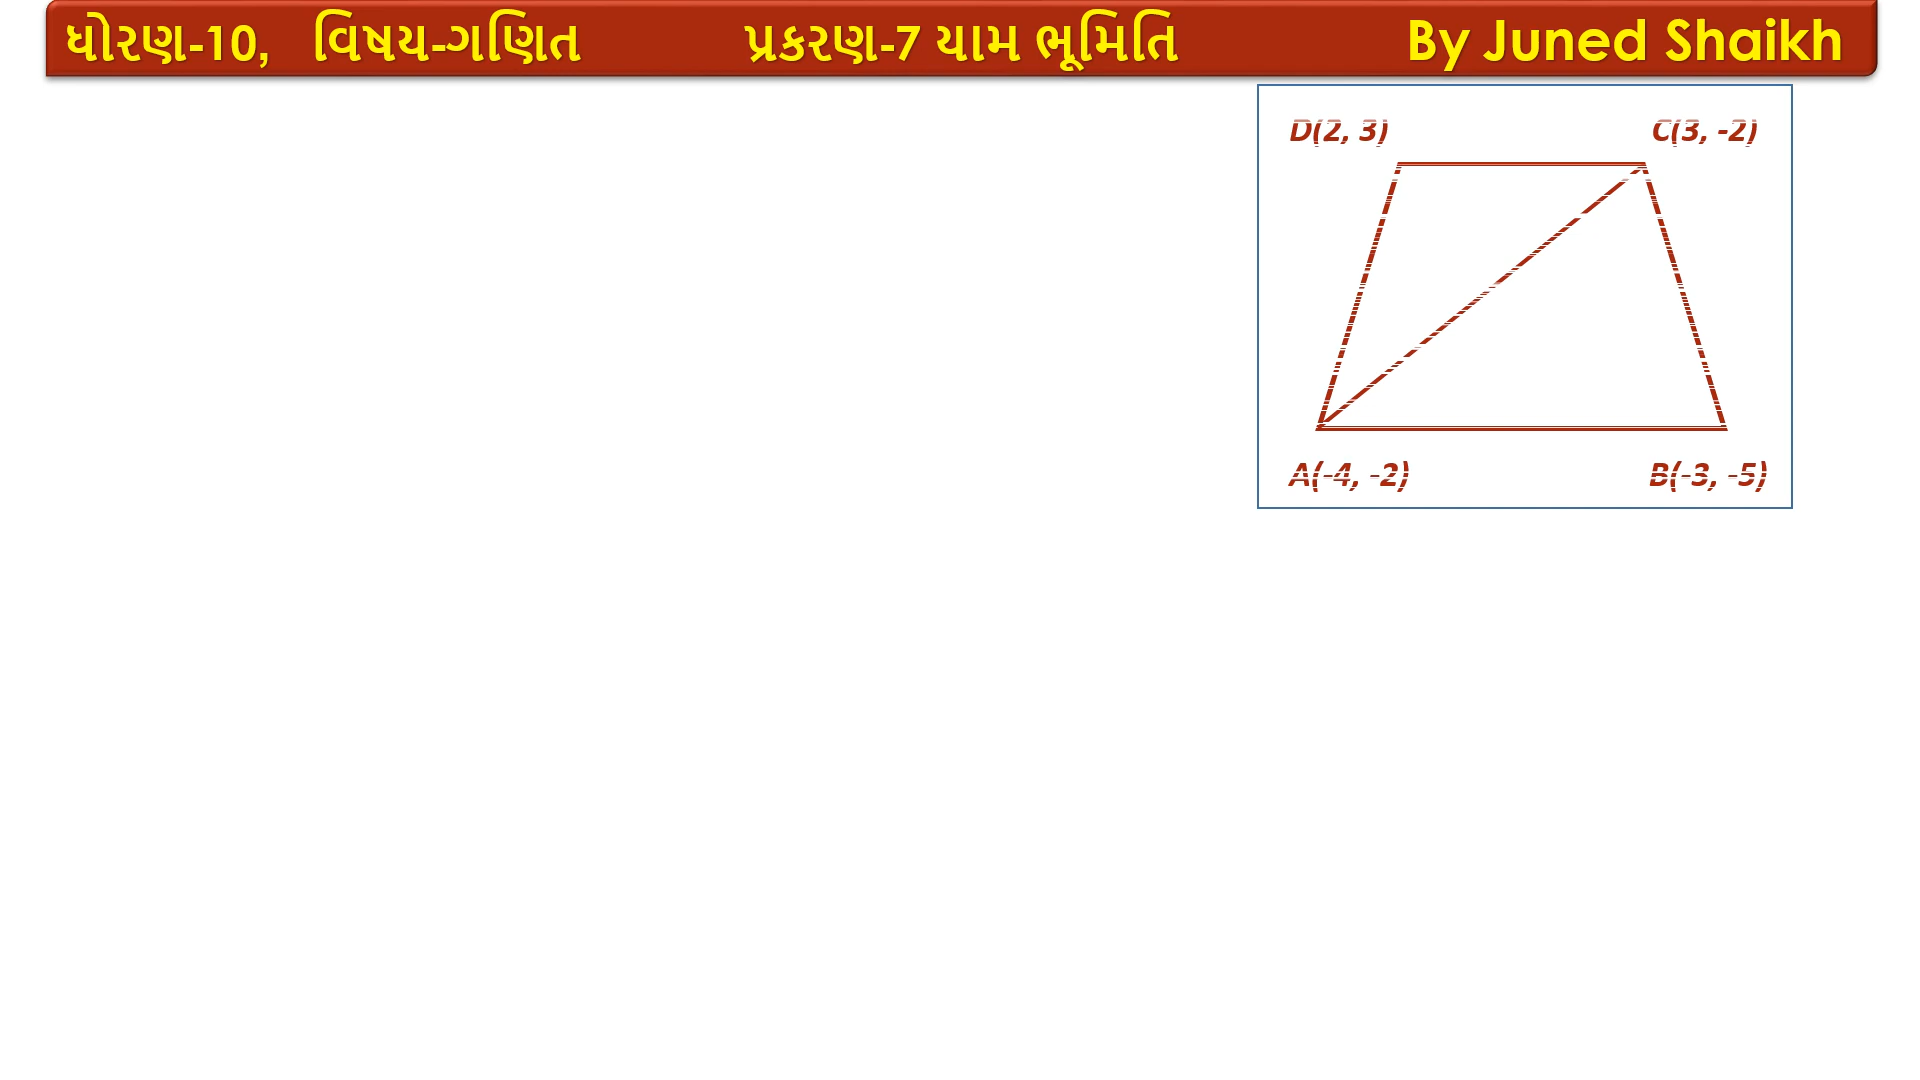 ધોરણ-10, વિષય-ગણિત પ્રકરણ-7 યામ ભૂમિતિ By Juned Shaikh
D(2, 3) C(3, -2)
A(-4, -2) B(-3, -5)